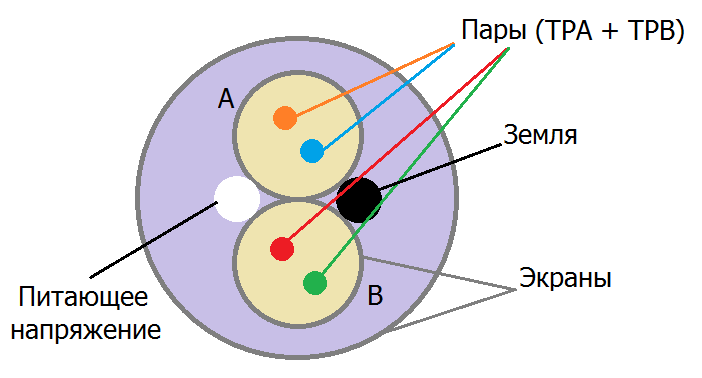 Пары (TPA + TPB)
A
Земля
Экраны
B
Питающее
напряжение